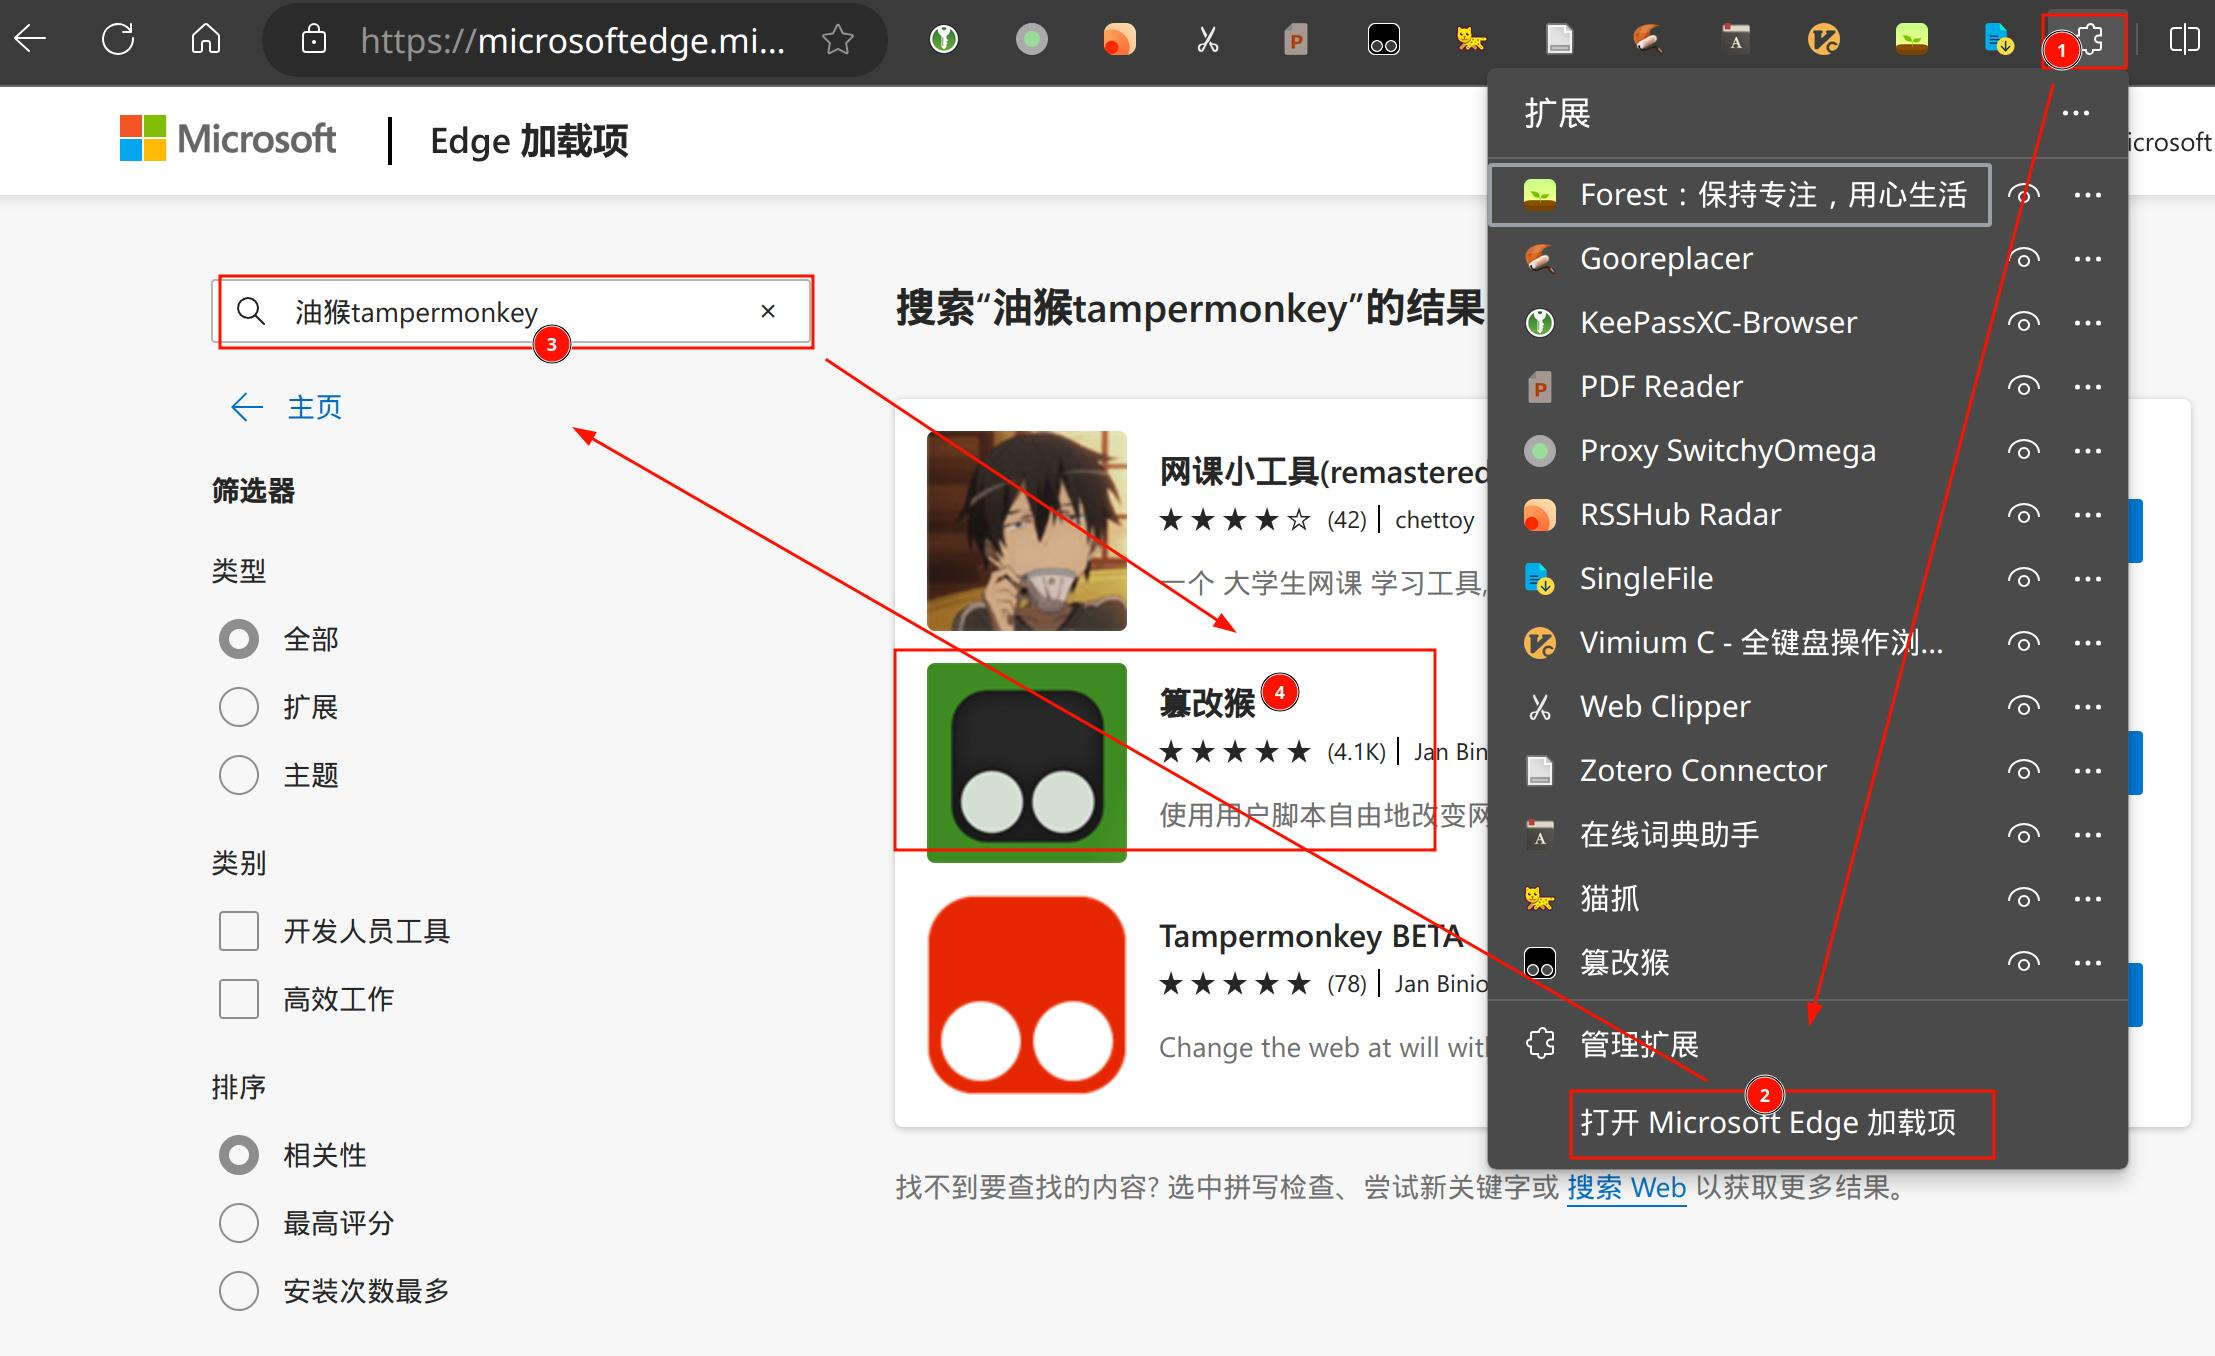 https://microsoftedge.mi...
1
Microsoft
Edge 加载项
icrosoft
扩展
Forest：保持专注，用心生活
Gooreplacer
KeePassXC-Browser
PDF Reader
Proxy SwitchyOmega
RSSHub Radar
SingleFile
Vimium C - 全键盘操作浏...
Web Clipper
Zotero Connector
在线词典助手
猫抓
篡改猴
管理扩展
2
打开 Microsoft Edge 加载项
油猴tampermonkey
3
主页
筛选器
类型
全部
扩展
主题
类别
开发人员工具
高效工作
排序
相关性
最高评分
安装次数最多
搜索“油猴tampermonkey”的结果
网课小工具(remastered
(42) chettoy
一个 大学生网课 学习工具,
篡改猴
4
(4.1K) Jan Bin
使用用户脚本自由地改变网
Tampermonkey BETA
(78) Jan Binio
Change the web at will wit
找不到要查找的内容? 选中拼写检查、尝试新关键字或 搜索 Web 以获取更多结果。